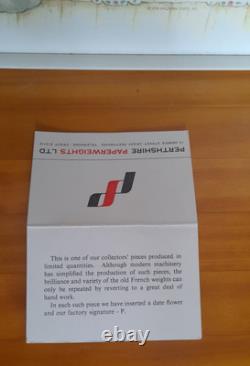 PERTHSHIRE PAPERWEIGHTS LTD
This is one of our collectors' pieces produced in
limited quantities. Although modern machinery
has simplified the production of such pieces, the
brilliance and variety of the old French weights can
only be repeated by reverting to a great deal of
hand work.
In each such piece we have inserted a date flower
and our factory signature - P.